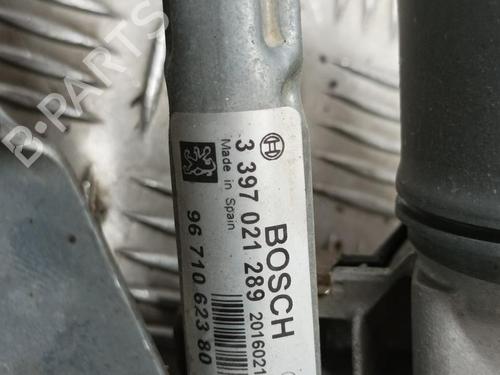 BOSCH
3 397 021 289 2016021
Made in Spain
96 710 623 80
B-PARTS